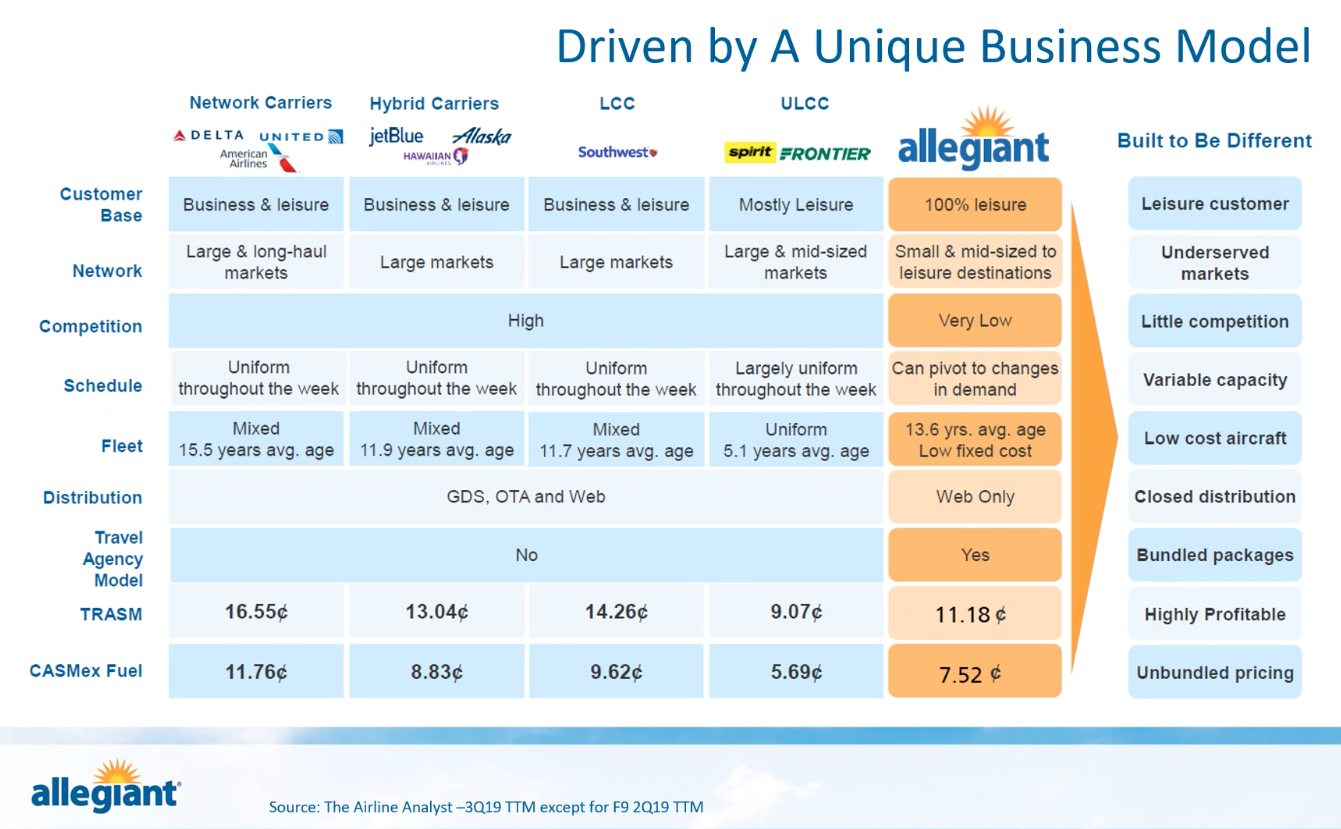 Driven by A Unique Business Model
Network Carriers
Hybrid Carriers
LCC
ULCC
DELTA UNITED
American
Airlines
jetBlue Alaska
HAWAIIAN
AIRLINES
Southwest
spirit FRONTIER
allegiant
Built to Be Different
Customer
Base
Business & leisure
Business & leisure
Business & leisure
Mostly Leisure
100% leisure
Leisure customer
Network
Large & long-haul
markets
Large markets
Large markets
Large & mid-sized
markets
Small & mid-sized to
leisure destinations
Underserved
markets
Competition
High
Very Low
Little competition
Schedule
Uniform
throughout the week
Uniform
throughout the week
Uniform
throughout the week
Largely uniform
throughout the week
Can pivot to changes
in demand
Variable capacity
Fleet
Mixed
15.5 years avg. age
Mixed
11.9 years avg. age
Mixed
11.7 years avg. age
Uniform
5.1 years avg. age
13.6 yrs. avg. age
Low fixed cost
Low cost aircraft
Distribution
GDS, OTA and Web
Web Only
Closed distribution
Travel
Agency
Model
No
Yes
Bundled packages
TRASM
16.55¢
13.04¢
14.26¢
9.07¢
11.18 ¢
Highly Profitable
CASMex Fuel
11.76¢
8.83¢
9.62¢
5.69¢
7.52 ¢
Unbundled pricing
allegiant®
Source: The Airline Analyst –3Q19 TTM except for F9 2Q19 TTM